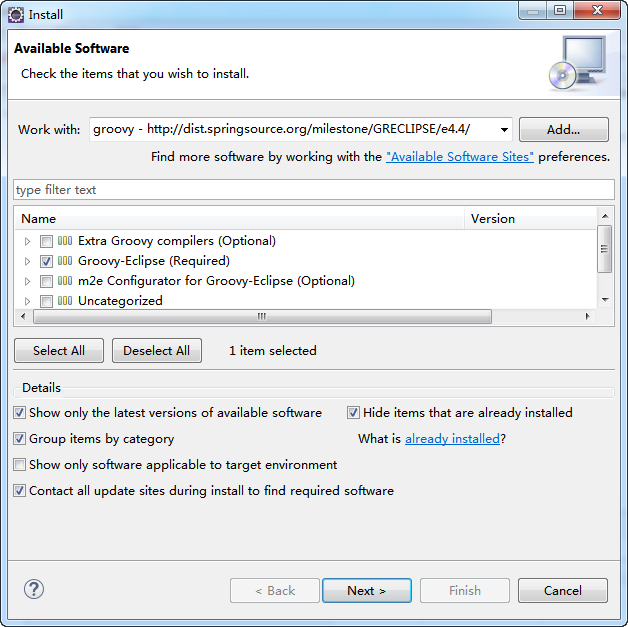 Install
Available Software
Check the items that you wish to install.
Work with: groovy - http://dist.springsource.org/milestone/GRECLIPSE/e4.4/ Add...
Find more software by working with the "Available Software Sites" preferences.
type filter text
Name Version
Extra Groovy compilers (Optional)
Groovy-Eclipse (Required)
m2e Configurator for Groovy-Eclipse (Optional)
Uncategorized
Select All Deselect All 1 item selected
Details
Show only the latest versions of available software Hide items that are already installed
Group items by category What is already installed?
Show only software applicable to target environment
Contact all update sites during install to find required software
? < Back Next > Finish Cancel